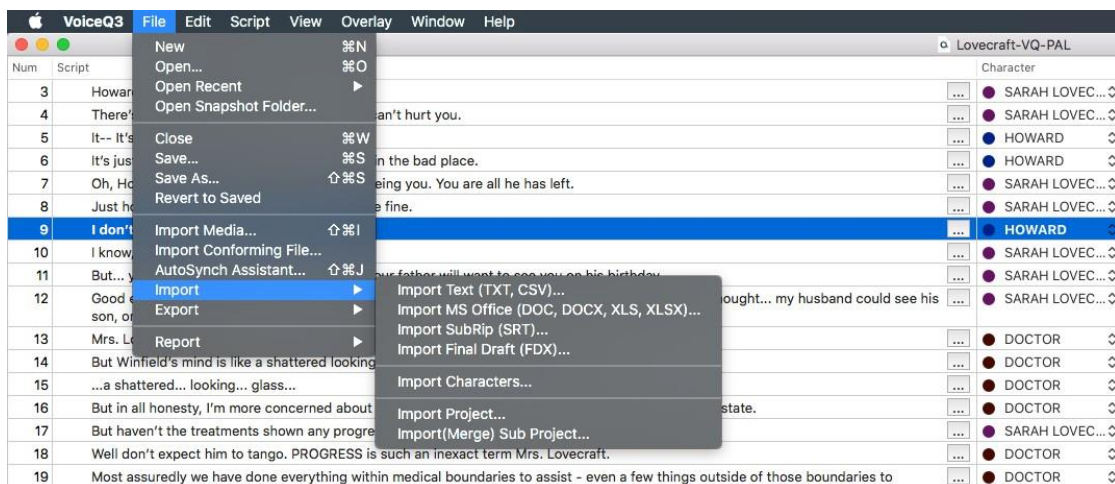 VoiceQ3 File Edit Script View Overlay Window Help
Lovecraft-VQ-PAL
Num Script Character
New ⌘N
Open... ⌘O
Open Recent ▶
Open Snapshot Folder...
Close ⌘W
Save... ⌘S
Save As... ⇧⌘S
Revert to Saved
Import Media... ⇧⌘I
Import Conforming File...
AutoSynch Assistant... ⇧⌘J
Import ▶
Export ▶
Report ▶
Import Text (TXT, CSV)...
Import MS Office (DOC, DOCX, XLS, XLSX)...
Import SubRip (SRT)...
Import Final Draft (FDX)...
Import Characters...
Import Project...
Import(Merge) Sub Project...
3 ... SARAH LOVEC...
4 There's an't hurt you. ... SARAH LOVEC...
5 It-- It's ... HOWARD
6 It's jus in the bad place. ... HOWARD
7 Oh, Ho eing you. You are all he has left. ... SARAH LOVEC...
8 Just ho e fine. ... SARAH LOVEC...
9 I don't ... HOWARD
10 I know, ... SARAH LOVEC...
11 But... y our father will want to see you on his birthday ... SARAH LOVEC...
12 Good ought... my husband could see his ... SARAH LOVEC...
son, or
13 Mrs. Lo ... DOCTOR
14 But Winfield's mind is like a shattered looking ... DOCTOR
15 ...a shattered... looking... glass... ... DOCTOR
16 But in all honesty, I'm more concerned about state. ... DOCTOR
17 But haven't the treatments shown any progre ... SARAH LOVEC...
18 Well don't expect him to tango. PROGRESS is such an inexact term Mrs. Lovecraft. ... DOCTOR
19 Most assuredly we have done everything within medical boundaries to assist - even a few things outside of those boundaries to ... DOCTOR